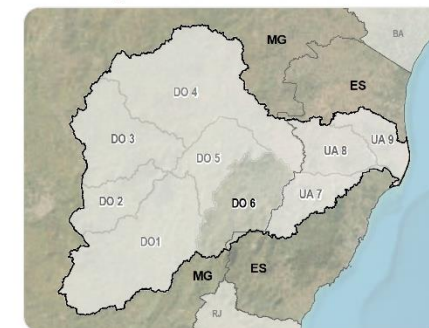 BA
MG
ES
DO 4
DO 3
DO 5
UA 8
UA 9
DO 2
DO 6
UA 7
DO1
MG
ES
RJ